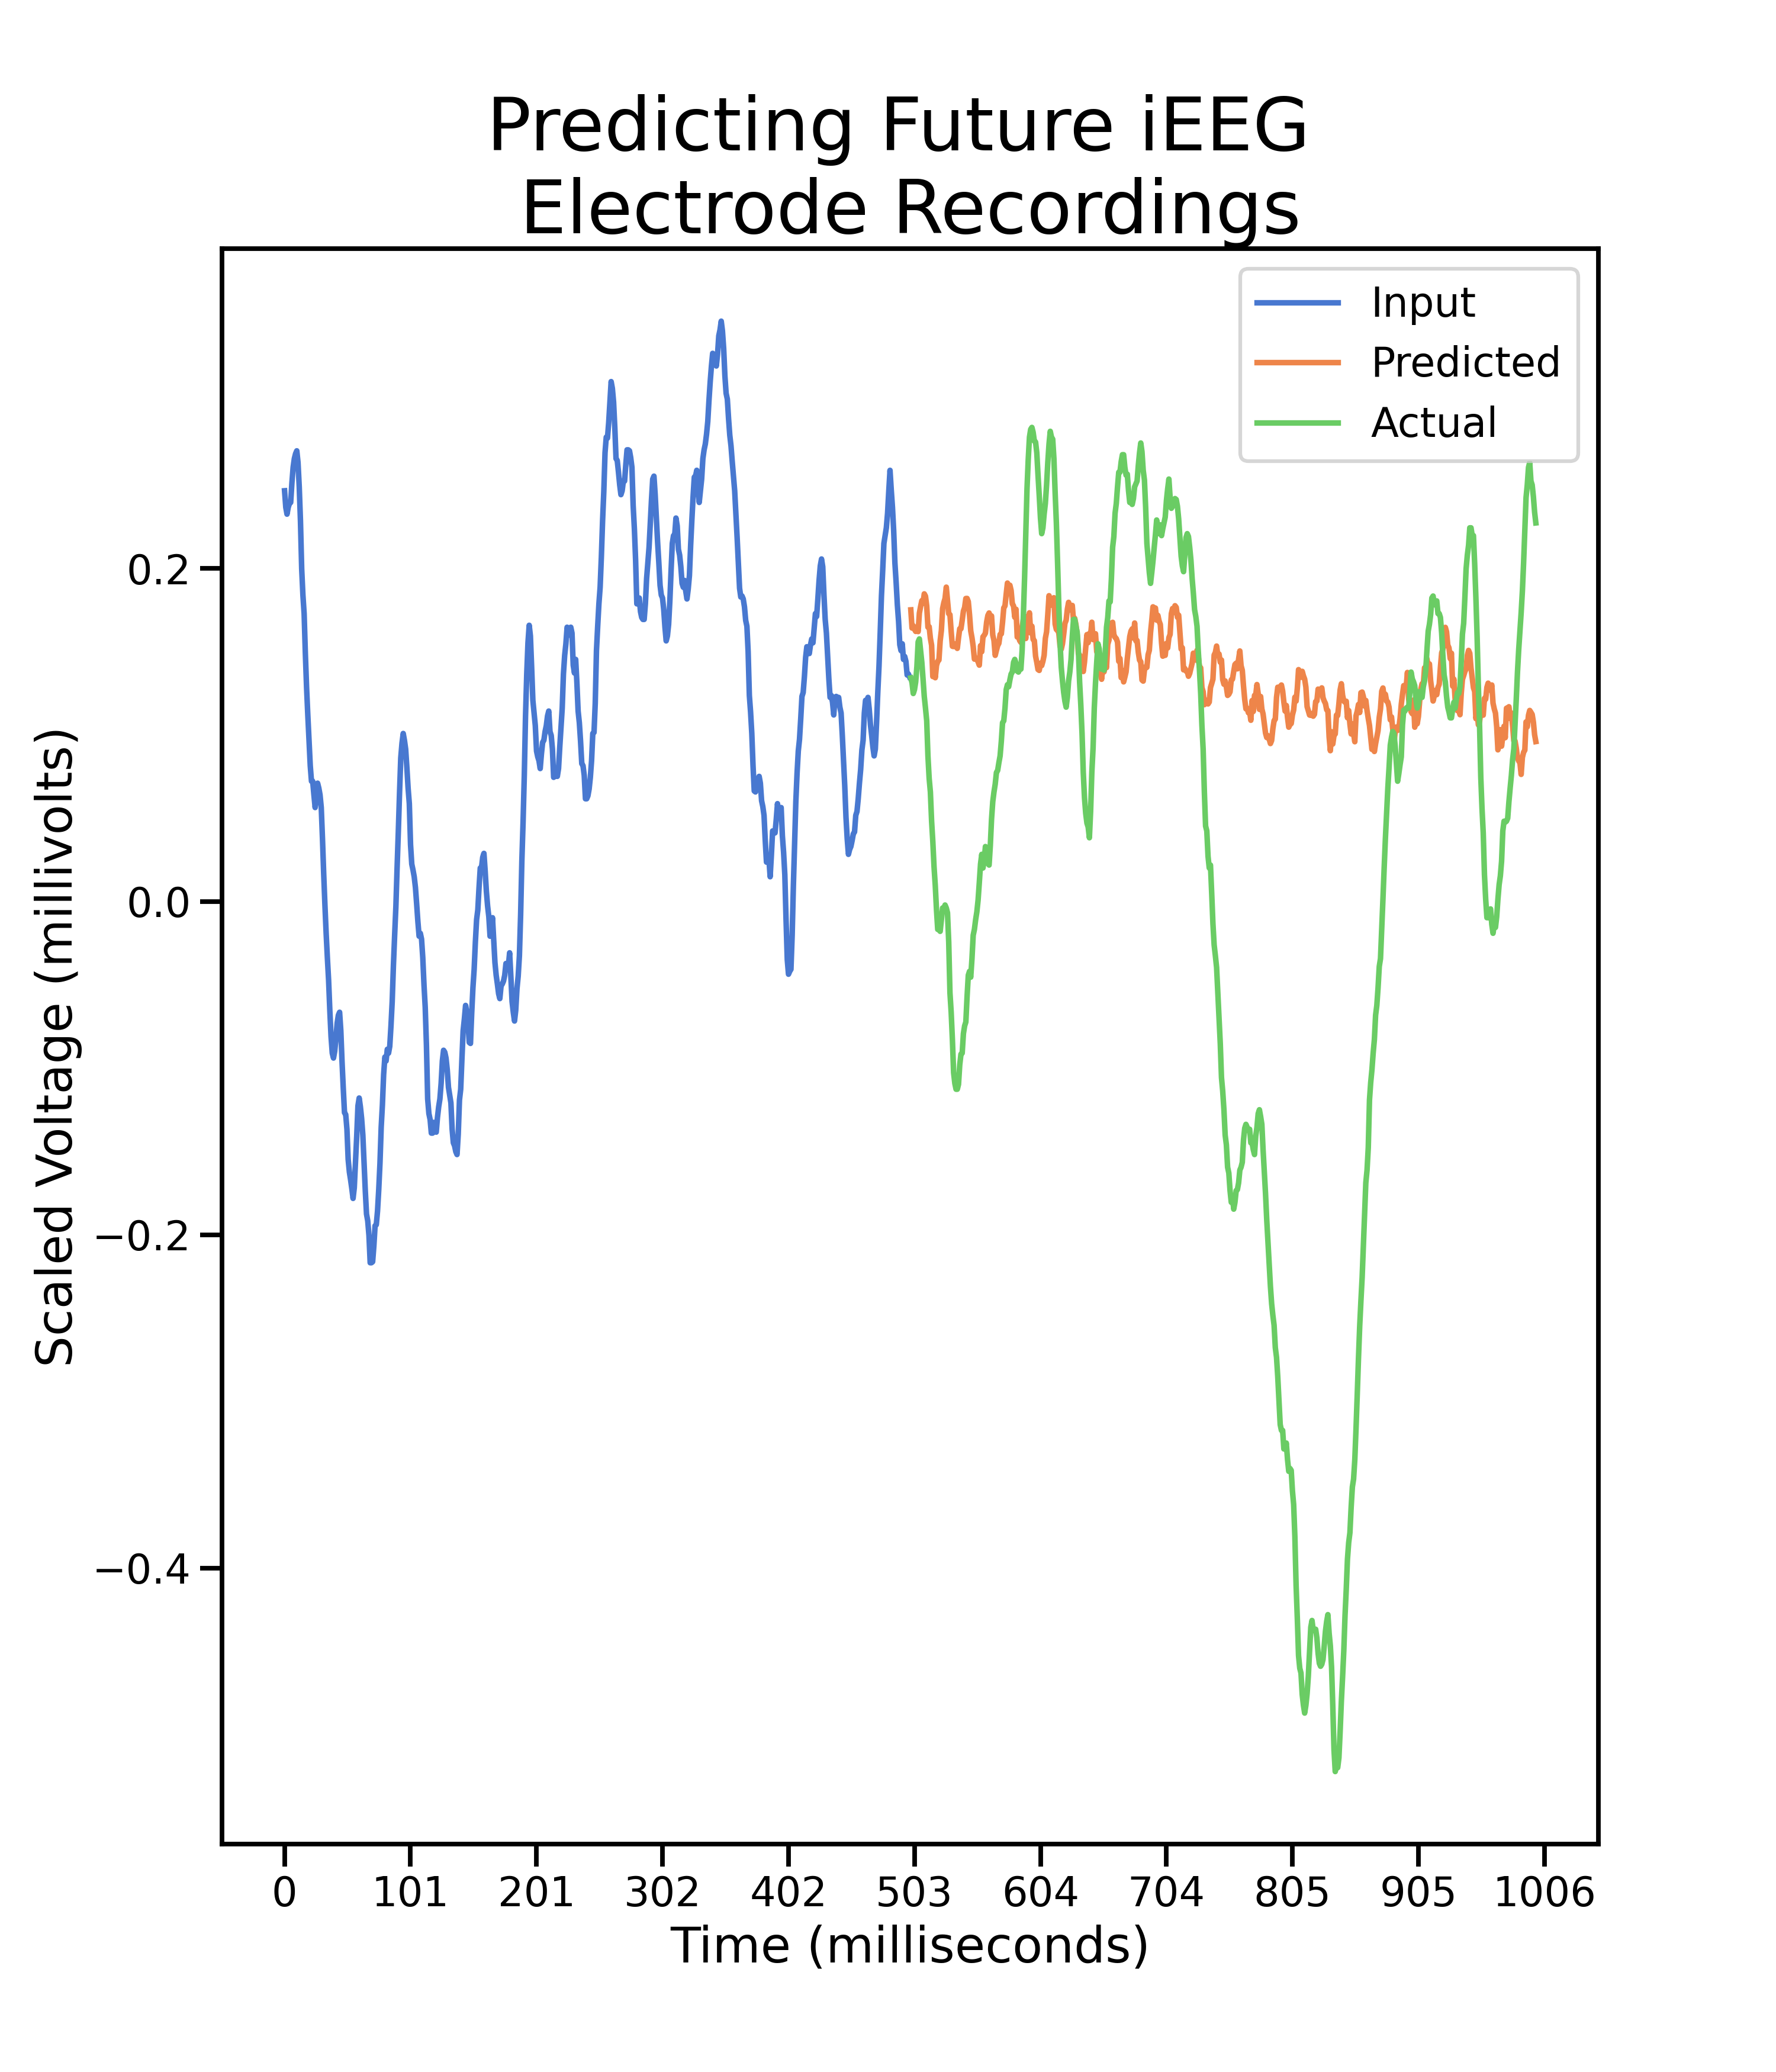 Predicting Future iEEG
Electrode Recordings
Input
Predicted
Actual
Scaled Voltage (millivolts)
0.2
0.0
−0.2
−0.4
0 101 201 302 402 503 604 704 805 905 1006
Time (milliseconds)